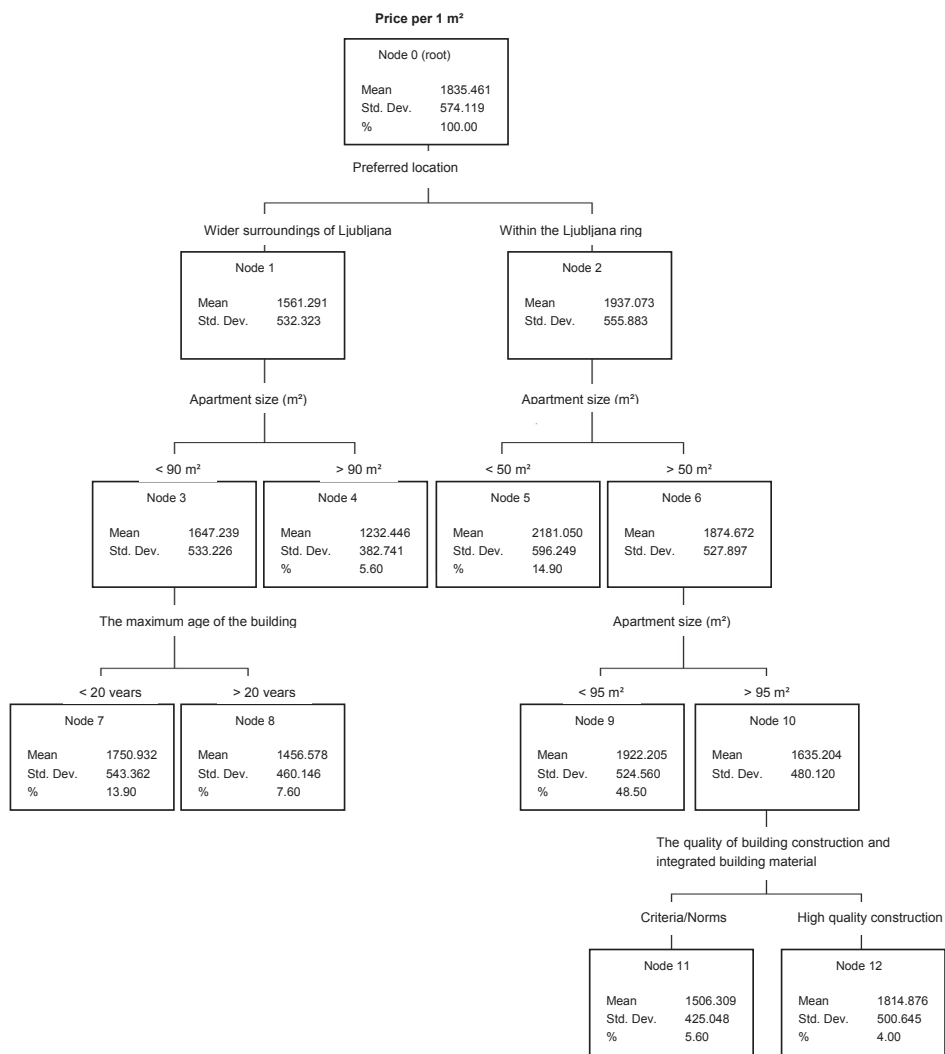 Price per 1 m²
Node 0 (root)
Mean 1835.461
Std. Dev. 574.119
% 100.00
Preferred location
Wider surroundings of Ljubljana
Within the Ljubljana ring
Node 1
Mean 1561.291
Std. Dev. 532.323
Node 2
Mean 1937.073
Std. Dev. 555.883
Apartment size (m²)
Apartment size (m²)
< 90 m²
> 90 m²
< 50 m²
> 50 m²
Node 3
Mean 1647.239
Std. Dev. 533.226
Node 4
Mean 1232.446
Std. Dev. 382.741
% 5.60
Node 5
Mean 2181.050
Std. Dev. 596.249
% 14.90
Node 6
Mean 1874.672
Std. Dev. 527.897
The maximum age of the building
Apartment size (m²)
< 20 years
> 20 years
< 95 m²
> 95 m²
Node 7
Mean 1750.932
Std. Dev. 543.362
% 13.90
Node 8
Mean 1456.578
Std. Dev. 460.146
% 7.60
Node 9
Mean 1922.205
Std. Dev. 524.560
% 48.50
Node 10
Mean 1635.204
Std. Dev. 480.120
The quality of building construction and
integrated building material
Criteria/Norms
High quality construction
Node 11
Mean 1506.309
Std. Dev. 425.048
% 5.60
Node 12
Mean 1814.876
Std. Dev. 500.645
% 4.00